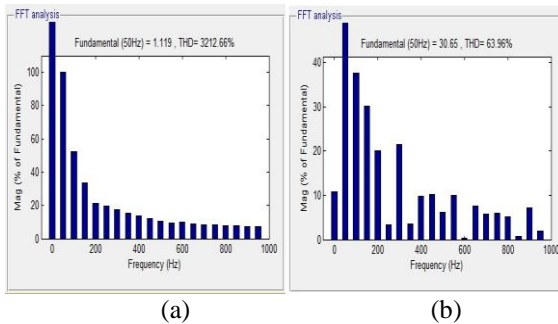 FFT analysis
Fundamental (50Hz) = 1.119 , THD= 3212.66%
Mag (% of Fundamental)
100
80
60
40
20
0
0 200 400 600 800 1000
Frequency (Hz)
(a)
FFT analysis
Fundamental (50Hz) = 30.65 , THD= 63.96%
Mag (% of Fundamental)
40
30
20
10
0
0 200 400 600 800 1000
Frequency (Hz)
(b)